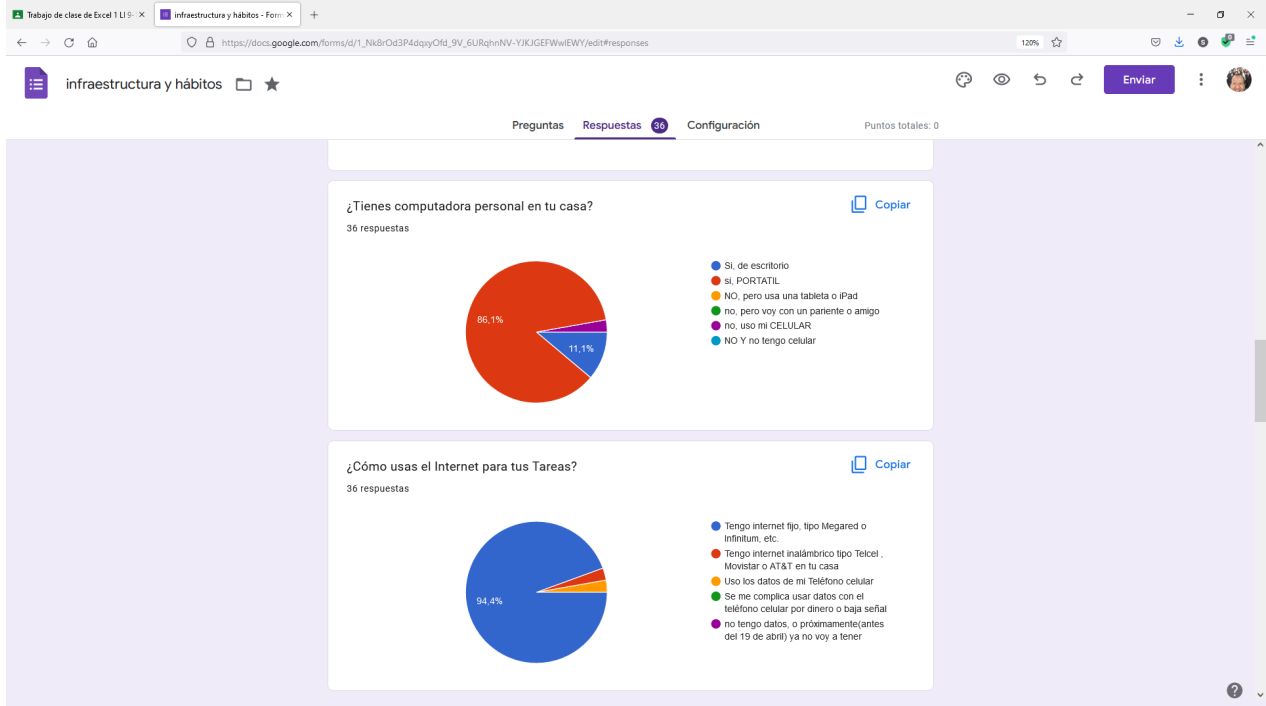 Trabajo de clase de Excel 1 LI 9-
infraestructura y hábitos - Form
https://docs.google.com/forms/d/1_Nk8rOd3P4dqxyOfd_9V_6URqhnNV-YJKJGEFWwlEWY/edit#responses
120%
infraestructura y hábitos
Enviar
Preguntas
Respuestas 36
Configuración
Puntos totales: 0
¿Tienes computadora personal en tu casa?
Copiar
36 respuestas
86,1%
11,1%
Si, de escritorio
si, PORTATIL
NO, pero usa una tableta o iPad
no, pero voy con un pariente o amigo
no, uso mi CELULAR
NO Y no tengo celular
¿Cómo usas el Internet para tus Tareas?
Copiar
36 respuestas
94,4%
Tengo internet fijo, tipo Megared o
Infinitum, etc.
Tengo internet inalámbrico tipo Telcel ,
Movistar o AT&T en tu casa
Uso los datos de mi Teléfono celular
Se me complica usar datos con el
teléfono celular por dinero o baja señal
no tengo datos, o próximamente(antes
del 19 de abril) ya no voy a tener